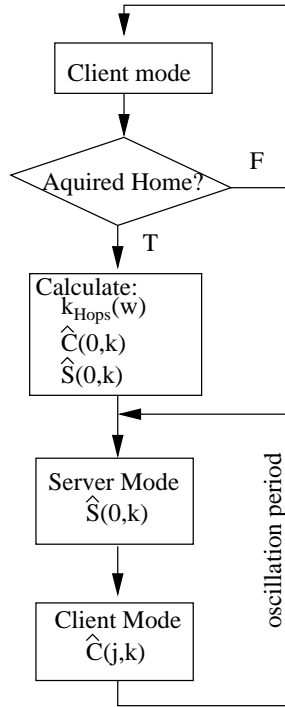 Client mode
Aquired Home?
F
T
Calculate:
k_Hops(w)
Ĉ(0,k)
Ŝ(0,k)
Server Mode
Ŝ(0,k)
oscillation period
Client Mode
Ĉ(j,k)